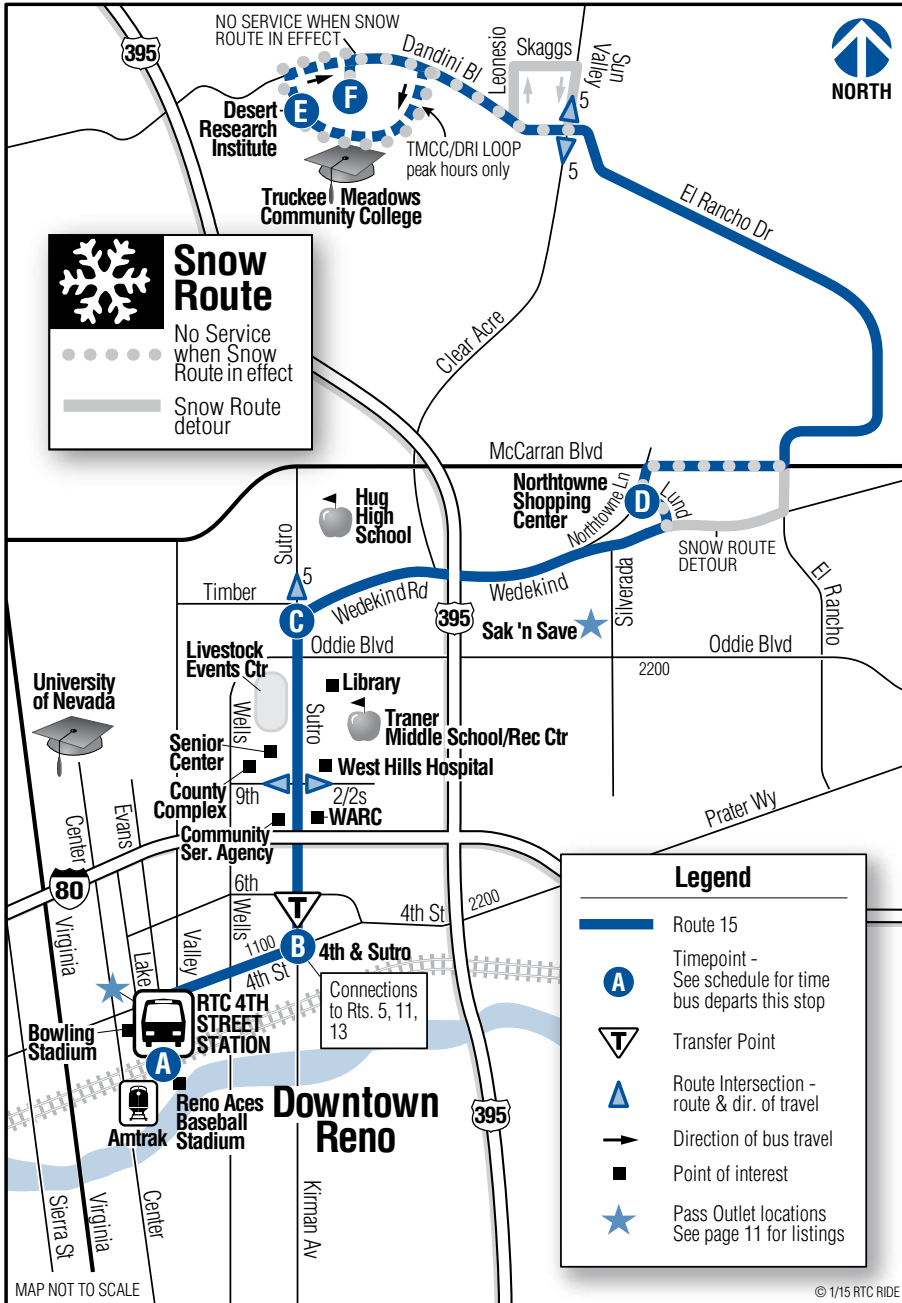 395
NO SERVICE WHEN SNOW
ROUTE IN EFFECT
Dandini Bl
Leonesio
Skaggs
Sun
Valley
NORTH
E
F
5
Desert
Research
Institute
TMCC/DRI LOOP
peak hours only
5
Truckee Meadows
Community College
El Rancho Dr
Snow
Route
No Service
when Snow
Route in effect
Snow Route
detour
Clear Acre
McCarran Blvd
Northtowne
Shopping
Center
Northtowne Ln
D
Lund
Hug
High
School
Sutro
5
SNOW ROUTE
DETOUR
Timber
C
Wedekind Rd
395
Wedekind
Silverada
El Rancho
Sak 'n Save
Oddie Blvd
Oddie Blvd
2200
Livestock
Events Ctr
University
of Nevada
Library
Wells
Sutro
Traner
Middle School/Rec Ctr
Senior
Center
West Hills Hospital
County
Complex
9th
2/2s
WARC
Community
Ser. Agency
Prater Wy
Center
Evans
80
6th
Wells
T
4th St
2200
Virginia
Lake
Valley
1100
4th St
B
4th & Sutro
Connections
to Rts. 5, 11,
13
RTC 4TH
STREET
STATION
Bowling
Stadium
A
Amtrak
Reno Aces
Baseball
Stadium
Downtown
Reno
395
Sierra St
Virginia
Center
Kirman Av
Legend
Route 15
A
Timepoint -
See schedule for time
bus departs this stop
T
Transfer Point
Route Intersection -
route & dir. of travel
Direction of bus travel
Point of interest
Pass Outlet locations
See page 11 for listings
MAP NOT TO SCALE
© 1/15 RTC RIDE